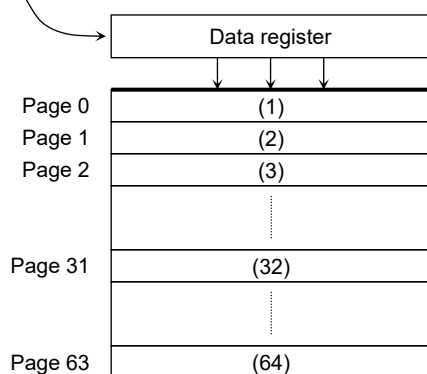 Data register
Page 0 (1)
Page 1 (2)
Page 2 (3)
Page 31 (32)
Page 63 (64)